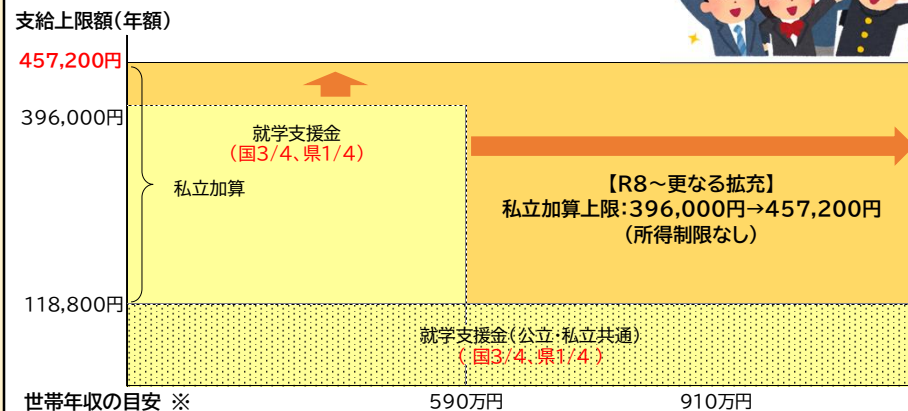 支給上限額(年額)
457,200円
396,000円
就学支援金
(国3/4、県1/4)
私立加算
【R8～更なる拡充】
私立加算上限:396,000円→457,200円
(所得制限なし)
118,800円
就学支援金(公立・私立共通)
( 国3/4、県1/4 )
世帯年収の目安 ※
590万円
910万円